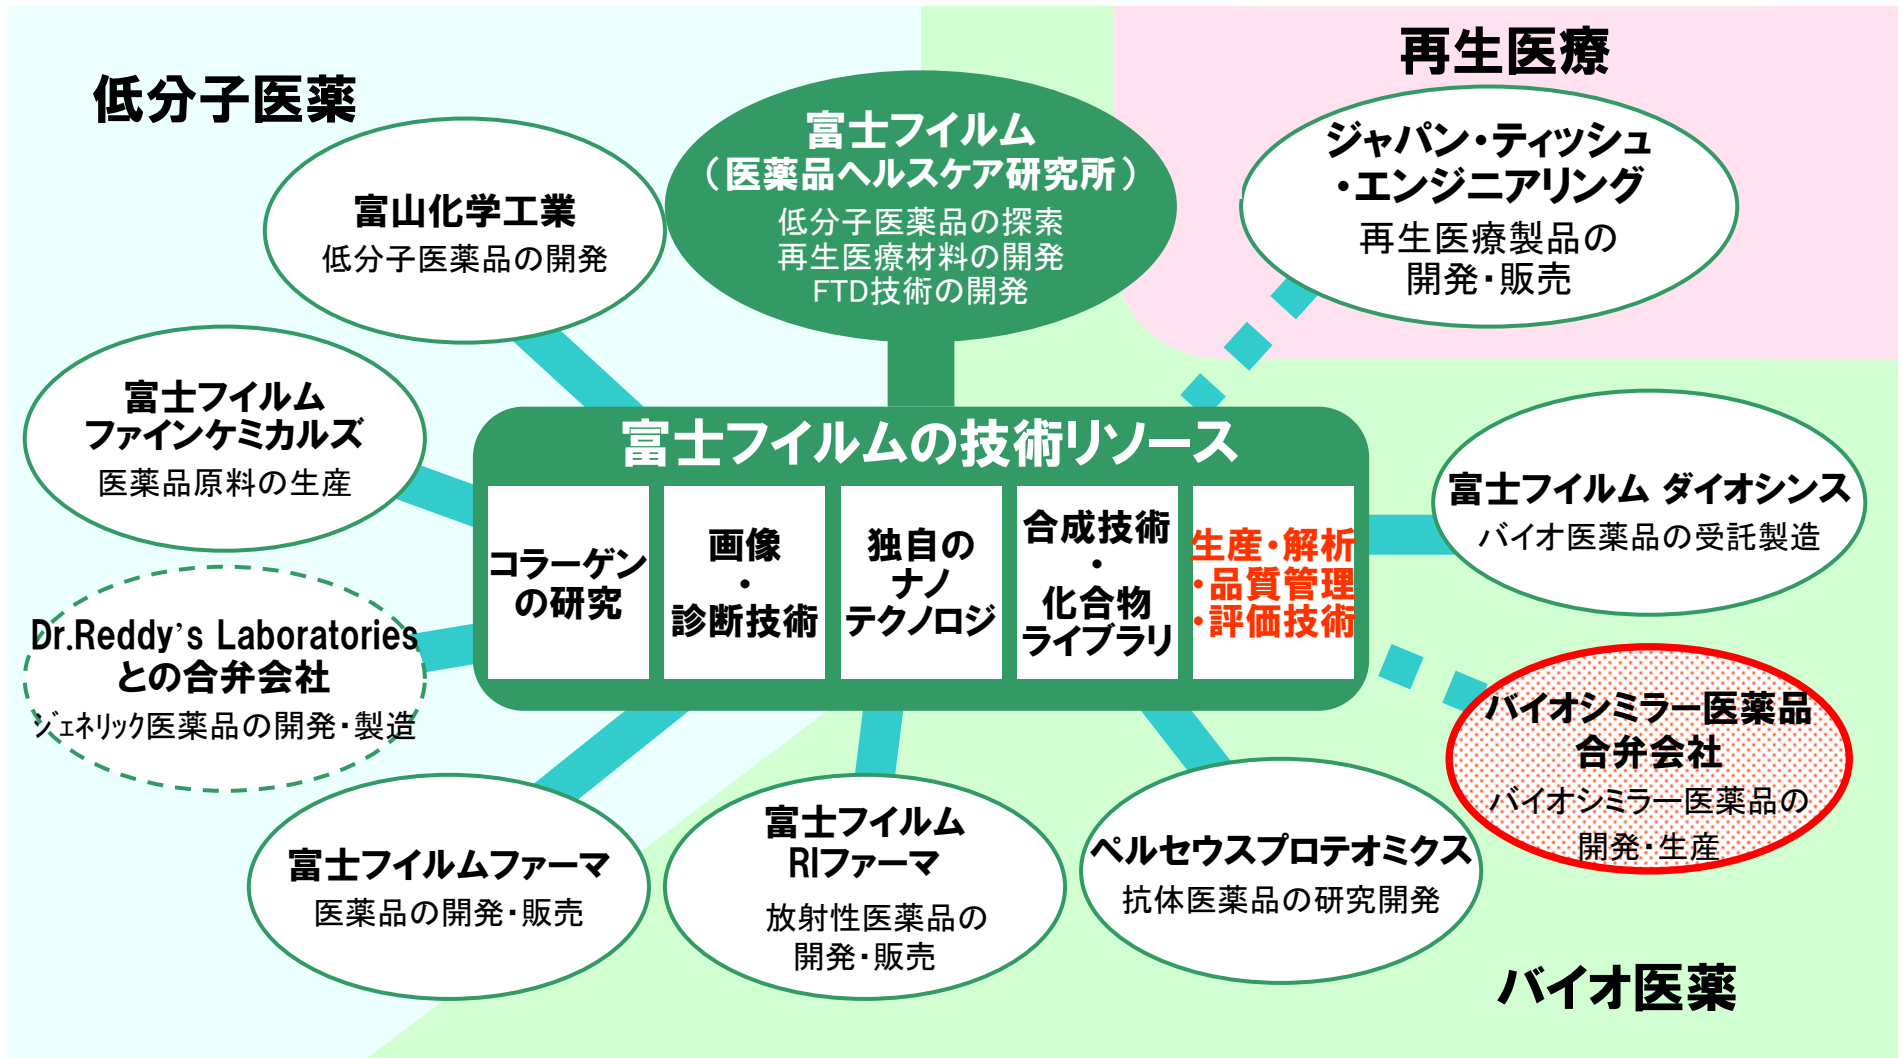 低分子医薬
再生医療
富士フイルム
（医薬品ヘルスケア研究所）
低分子医薬品の探索
再生医療材料の開発
FTD技術の開発
ジャパン・ティッシュ
・エンジニアリング
再生医療製品の
開発・販売
富山化学工業
低分子医薬品の開発
富士フイルム
ファインケミカルズ
医薬品原料の生産
富士フイルムの技術リソース
コラーゲン
の研究
画像
・
診断技術
独自の
ナノ
テクノロジ
合成技術
・
化合物
ライブラリ
生産・解析
・品質管理
・評価技術
富士フイルム ダイオシンス
バイオ医薬品の受託製造
Dr.Reddy’s Laboratories
との合弁会社
ｼﾞｪﾈﾘｯｸ医薬品の開発・製造
バイオシミラー医薬品
合弁会社
バイオシミラー医薬品の
開発・生産
富士フイルムファーマ
医薬品の開発・販売
富士フイルム
RIファーマ
放射性医薬品の
開発・販売
ペルセウスプロテオミクス
抗体医薬品の研究開発
バイオ医薬